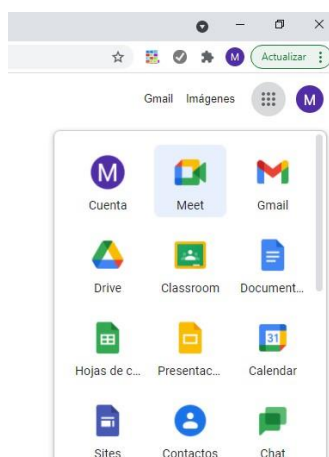 M
Actualizar
Gmail Imágenes
M
M
Cuenta Meet Gmail
Drive Classroom Document...
31
Hojas de c... Presentac... Calendar
Sites Contactos Chat